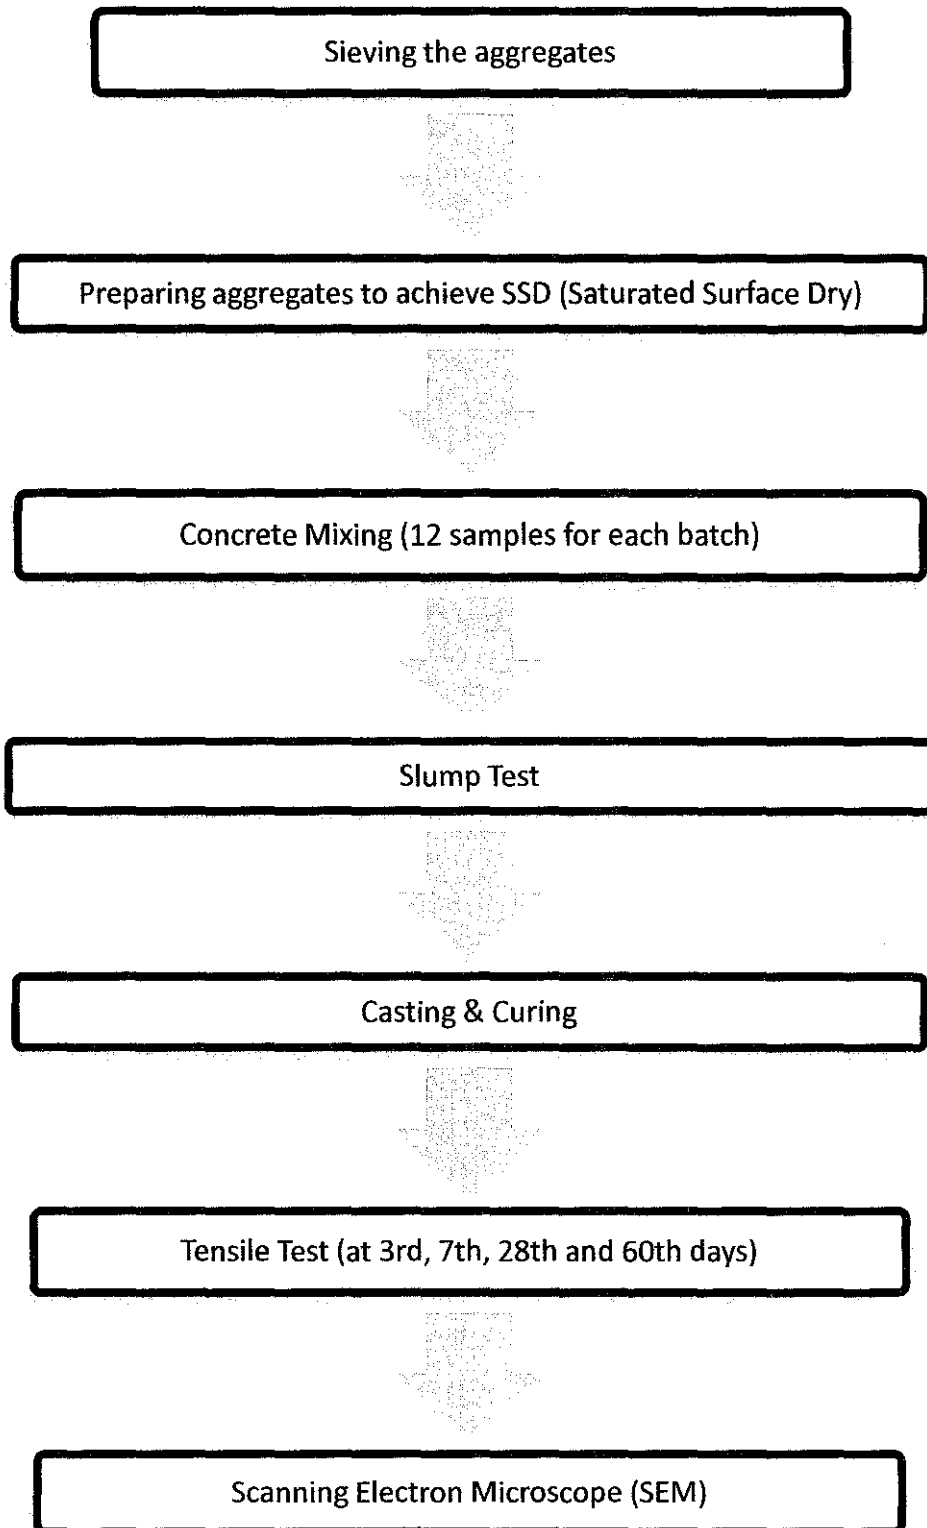 Sieving the aggregates
Preparing aggregates to achieve SSD (Saturated Surface Dry)
Concrete Mixing (12 samples for each batch)
Slump Test
Casting & Curing
Tensile Test (at 3rd, 7th, 28th and 60th days)
Scanning Electron Microscope (SEM)